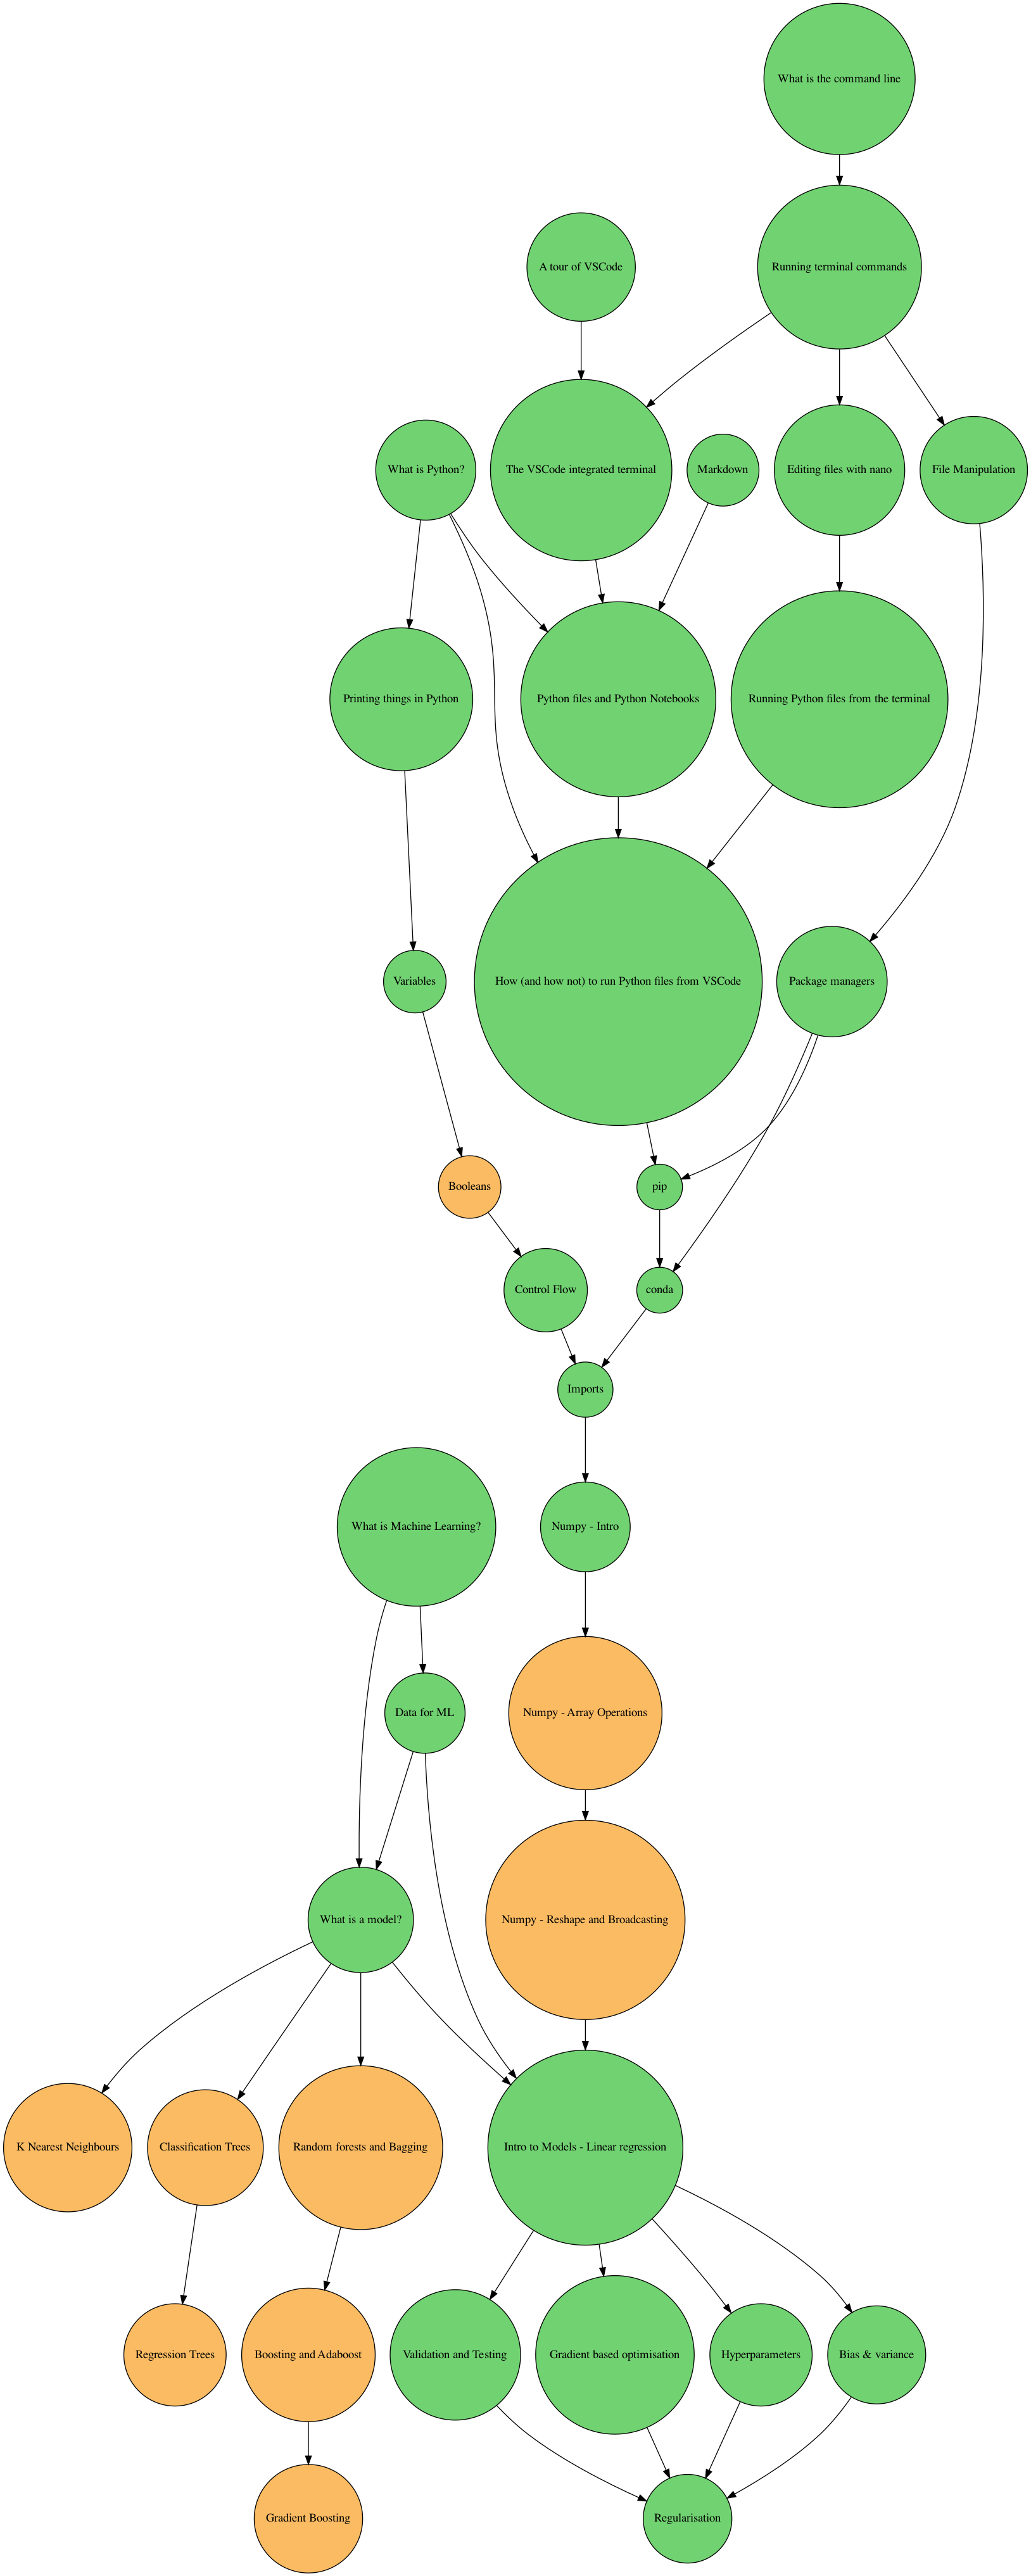 What is the command line
A tour of VSCode
Running terminal commands
What is Python?
The VSCode integrated terminal
Markdown
Editing files with nano
File Manipulation
Printing things in Python
Python files and Python Notebooks
Running Python files from the terminal
Variables
How (and how not) to run Python files from VSCode
Package managers
Booleans
pip
Control Flow
conda
Imports
What is Machine Learning?
Numpy - Intro
Data for ML
Numpy - Array Operations
What is a model?
Numpy - Reshape and Broadcasting
K Nearest Neighbours
Classification Trees
Random forests and Bagging
Intro to Models - Linear regression
Regression Trees
Boosting and Adaboost
Validation and Testing
Gradient based optimisation
Hyperparameters
Bias & variance
Gradient Boosting
Regularisation